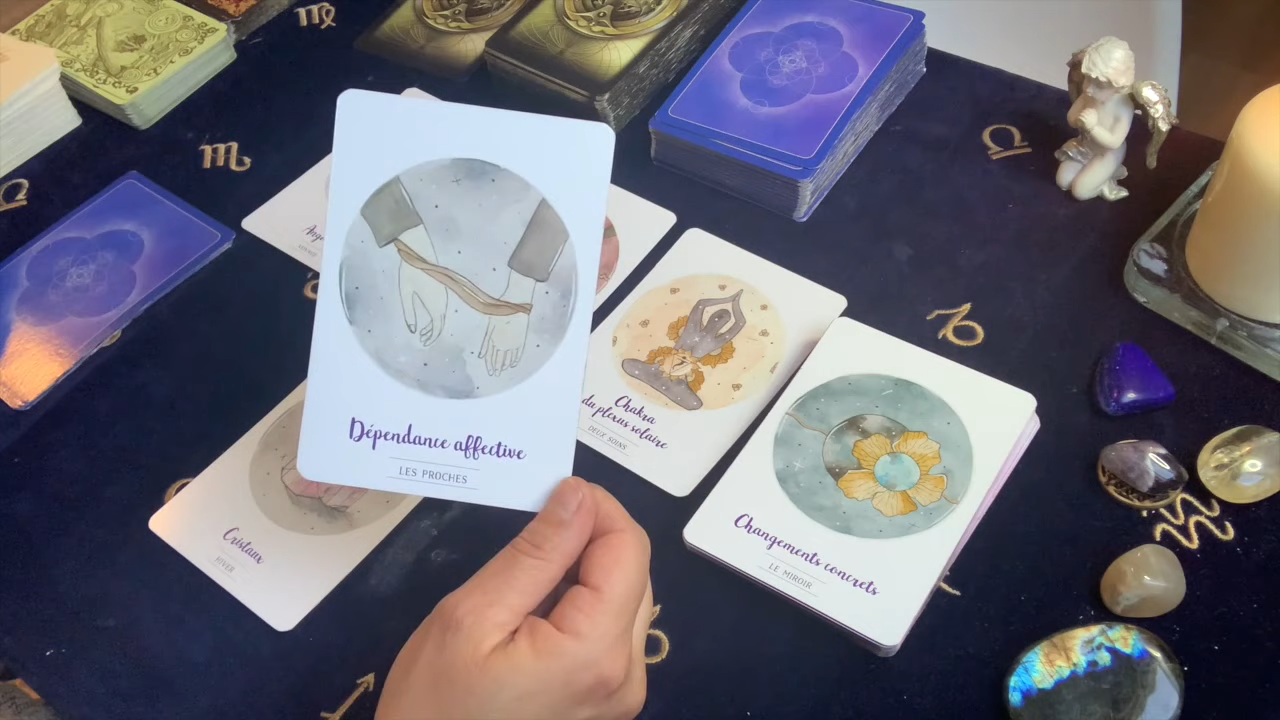 Dépendance affective
LES PROCHES
Chakra
du plexus solaire
DEUX SOINS
Changements concrets
LE MIROIR
Cristaux
HIVER